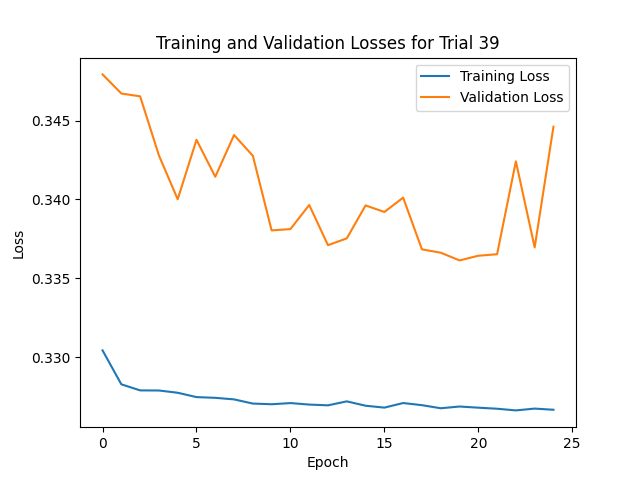 Training and Validation Losses for Trial 39
Training Loss
Validation Loss
0.345
0.340
0.335
0.330
Loss
0 5 10 15 20 25
Epoch